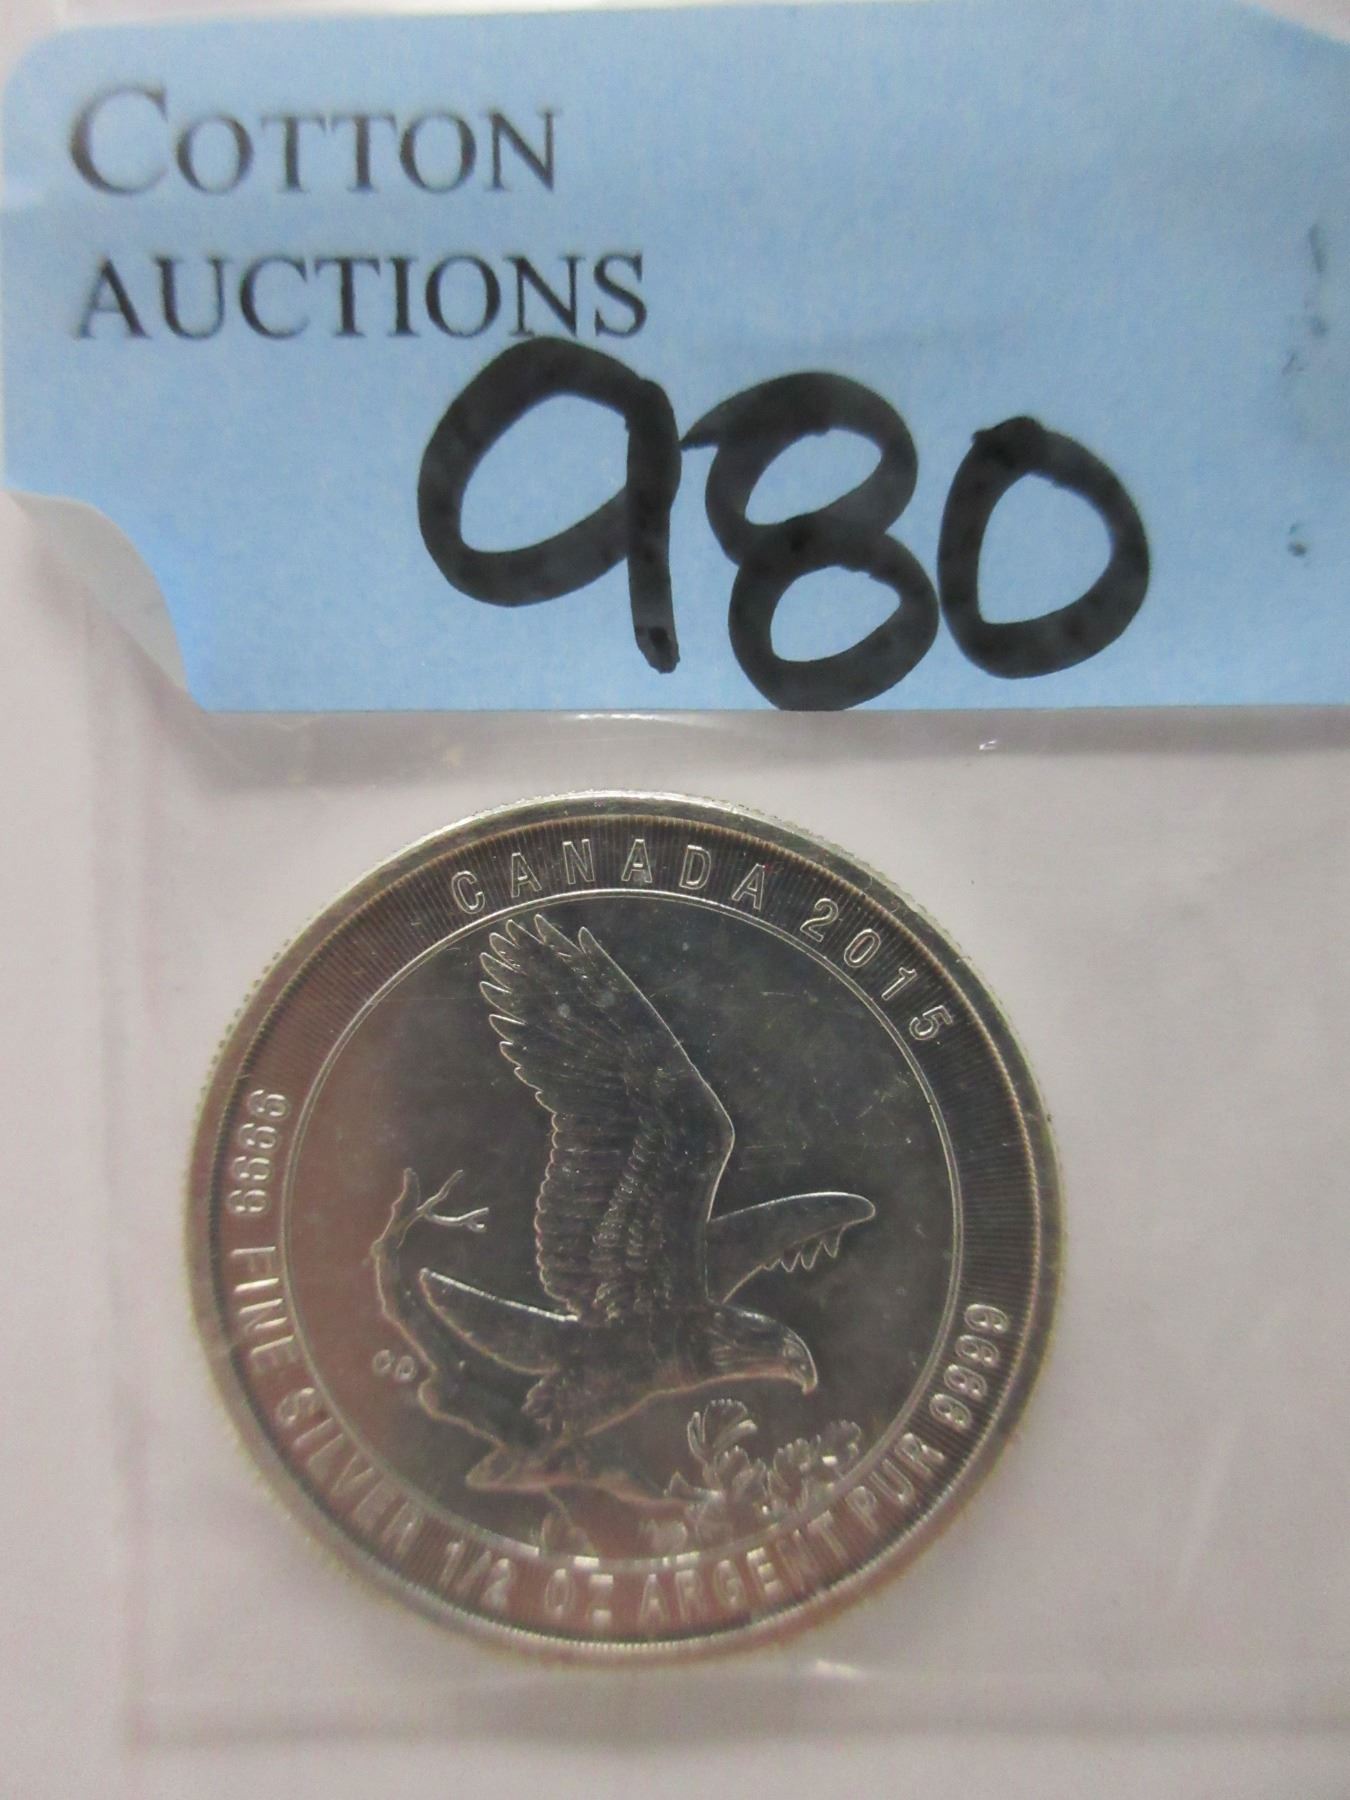 COTTON
AUCTIONS
980
CANADA 2015
9999 FINE SILVER 1/2 OZ ARGENT PUR 9999